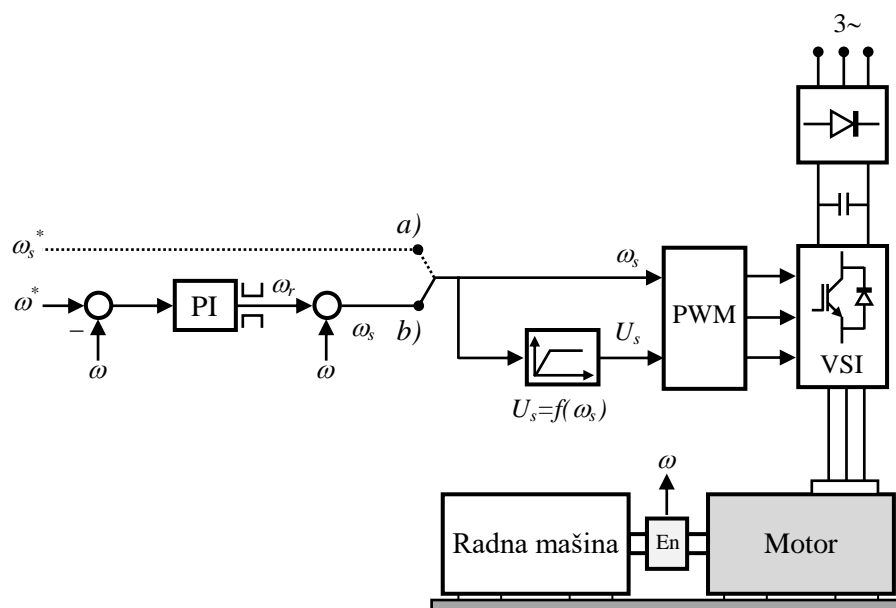 3~
a)
ωs*
ωs
ω*
PI
ωr
−
ωs
b)
PWM
Us
VSI
ω
ω
Us=f(ωs)
ω
Radna mašina
En
Motor